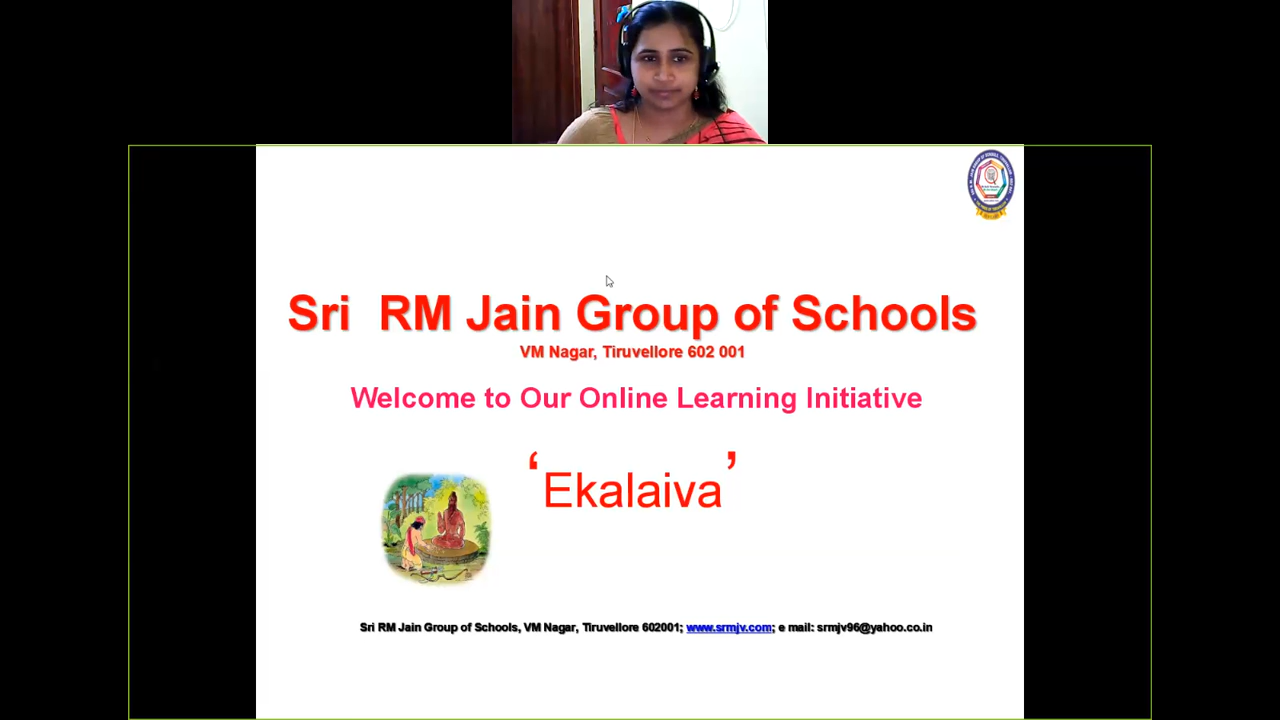 Sri RM Jain Group of Schools
VM Nagar, Tiruvellore 602 001
Welcome to Our Online Learning Initiative
‘Ekalaiva’
Sri RM Jain Group of Schools, VM Nagar, Tiruvellore 602001; www.srmjv.com; e mail: srmjv96@yahoo.co.in